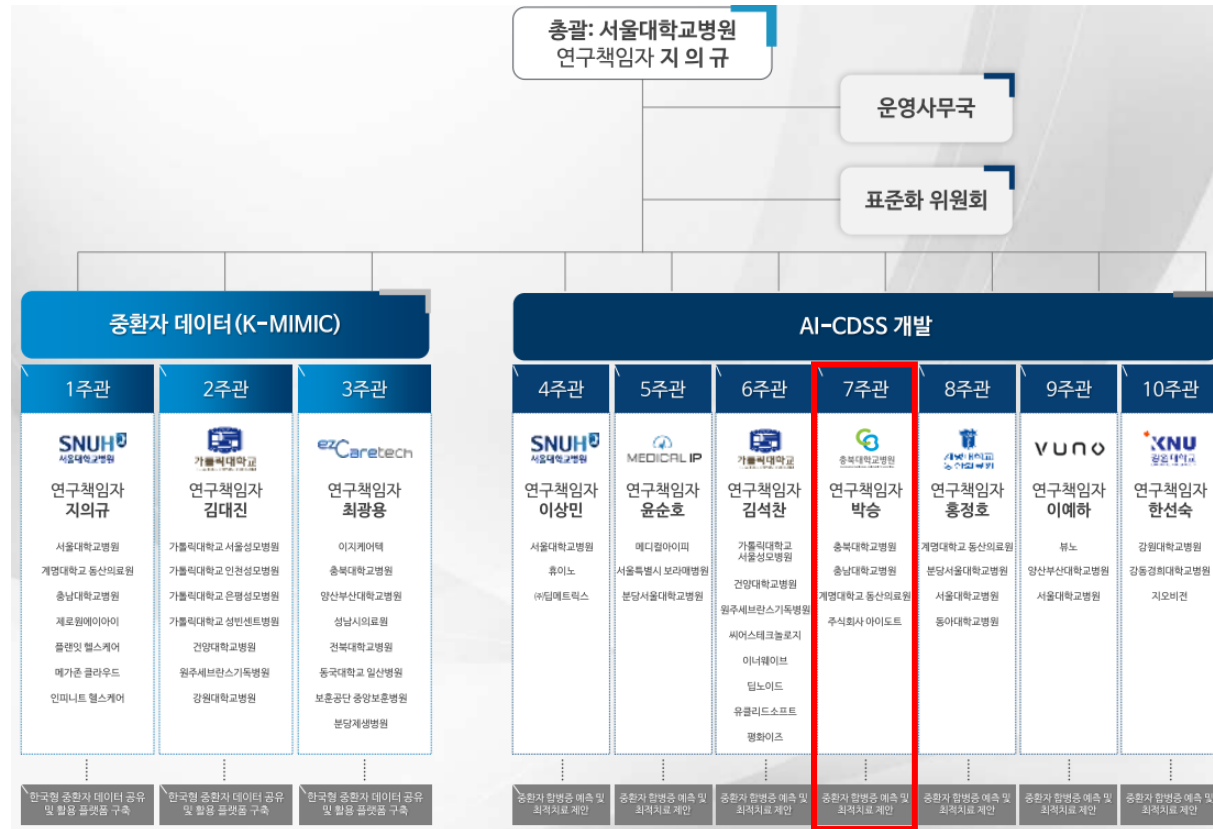 총괄: 서울대학교병원
연구책임자 지 의 규
운영사무국
표준화 위원회
중환자 데이터(K-MIMIC)
1주관
SNUH
서울대학교병원
연구책임자
지의규
서울대학교병원
계명대학교 동산의료원
충남대학교병원
제로원에이아이
플랜잇 헬스케어
메가존 클라우드
인피니트 헬스케어
한국형 중환자 데이터 공유
및 활용 플랫폼 구축
2주관
가톨릭대학교
연구책임자
김대진
가톨릭대학교 서울성모병원
가톨릭대학교 인천성모병원
가톨릭대학교 은평성모병원
가톨릭대학교 성빈센트병원
건양대학교병원
원주세브란스기독병원
강원대학교병원
한국형 중환자 데이터 공유
및 활용 플랫폼 구축
3주관
ezCaretech
연구책임자
최광용
이지케어텍
충북대학교병원
양산부산대학교병원
성남시의료원
전북대학교병원
동국대학교 일산병원
보훈공단 중앙보훈병원
분당제생병원
한국형 중환자 데이터 공유
및 활용 플랫폼 구축
AI-CDSS 개발
4주관
SNUH
서울대학교병원
연구책임자
이상민
서울대학교병원
휴이노
㈜딥메트릭스
중환자 합병증 예측 및
최적치료 제안
5주관
MEDICAL IP
연구책임자
윤순호
메디컬아이피
서울특별시 보라매병원
분당서울대학교병원
중환자 합병증 예측 및
최적치료 제안
6주관
가톨릭대학교
연구책임자
김석찬
가톨릭대학교
서울성모병원
건양대학교병원
원주세브란스기독병원
씨어스테크놀로지
이너웨이브
딥노이드
유클리드소프트
평화이즈
중환자 합병증 예측 및
최적치료 제안
7주관
충북대학교병원
연구책임자
박승
충북대학교병원
충남대학교병원
계명대학교 동산의료원
주식회사 아이도트
중환자 합병증 예측 및
최적치료 제안
8주관
계명대학교
동산의료원
연구책임자
홍정호
계명대학교 동산의료원
분당서울대학교병원
서울대학교병원
동아대학교병원
중환자 합병증 예측 및
최적치료 제안
9주관
VUNO
연구책임자
이예하
뷰노
양산부산대학교병원
서울대학교병원
중환자 합병증 예측 및
최적치료 제안
10주관
KNU
강원대학교
연구책임자
한선숙
강원대학교병원
강동경희대학교병원
지오비전
중환자 합병증 예측 및
최적치료 제안